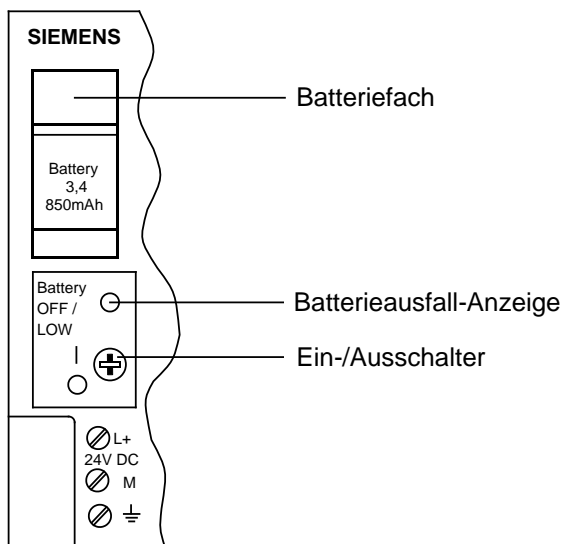 SIEMENS
Batteriefach
Battery
3,4
850mAh
Battery
OFF /
LOW
Batterieausfall-Anzeige
I
Ein-/Ausschalter
L+
24V DC
M